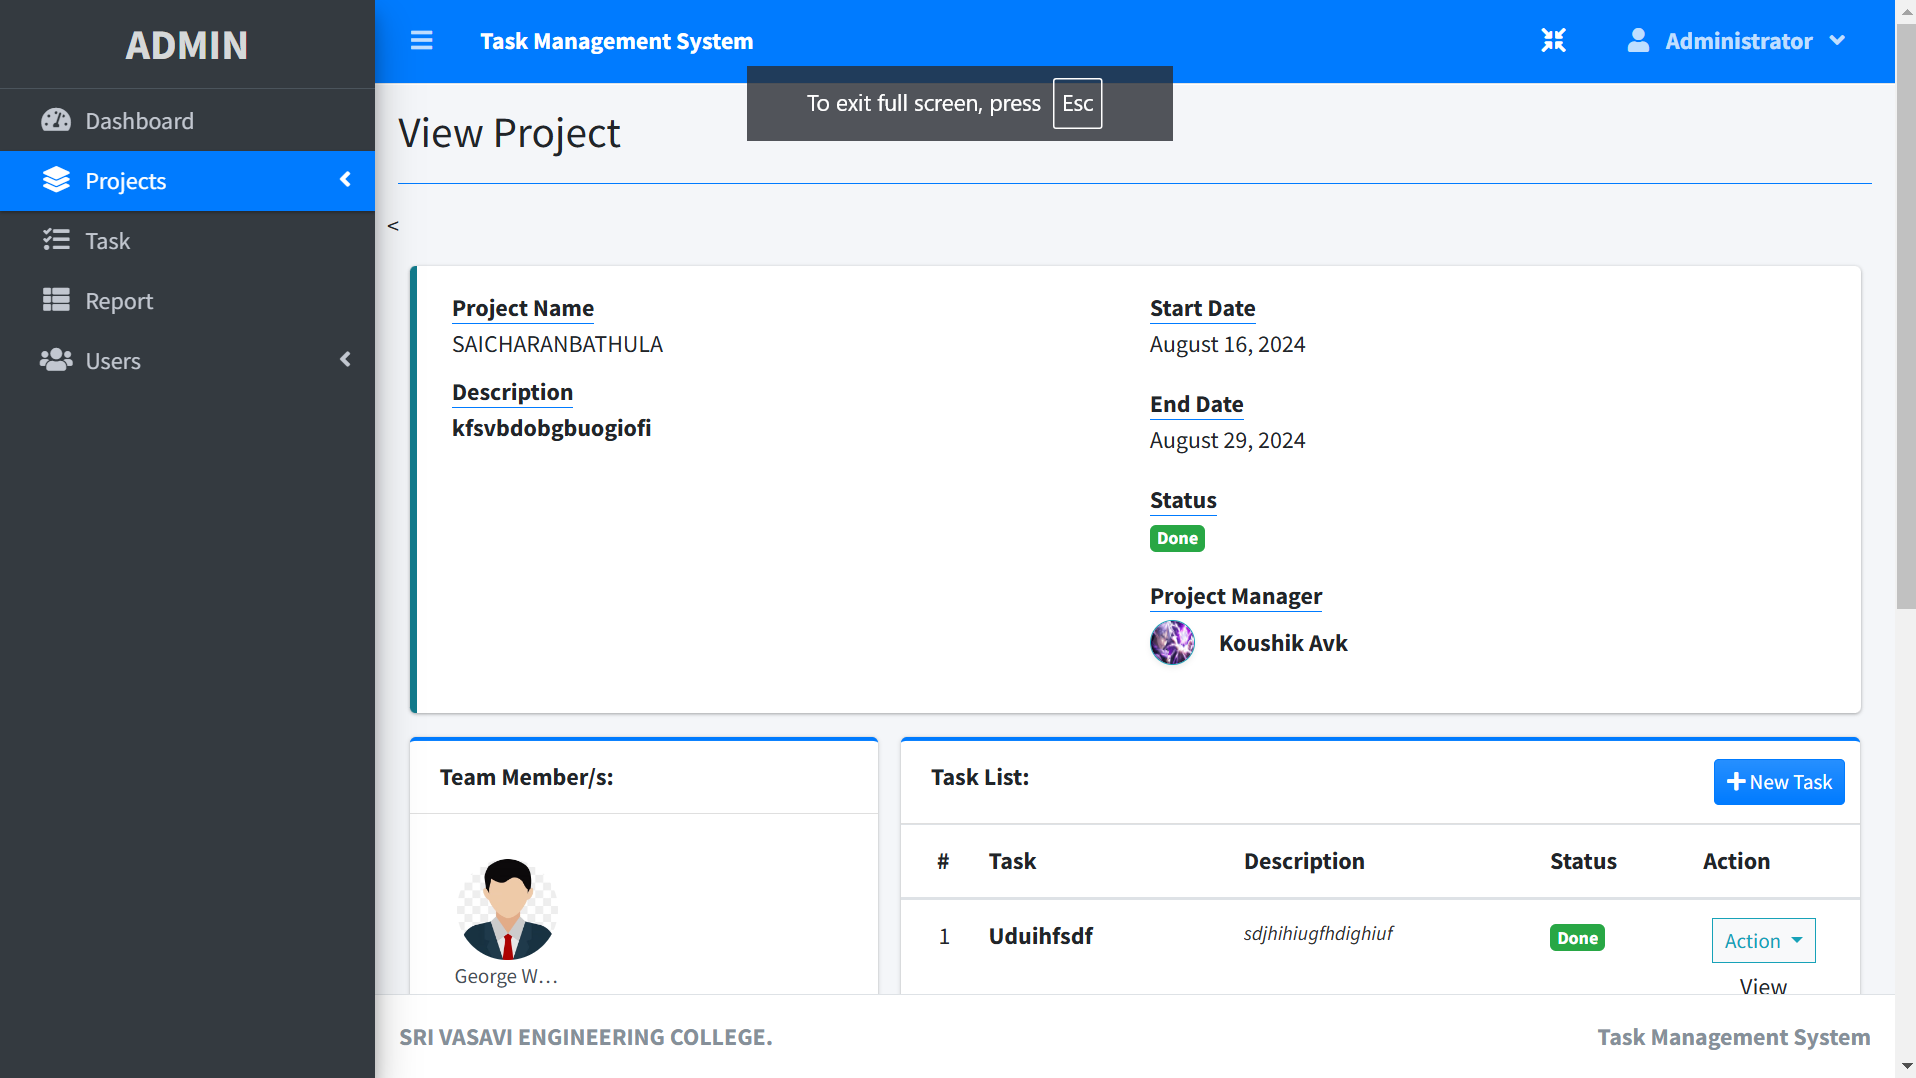 ADMIN
Task Management System
Administrator
To exit full screen, press Esc
Dashboard
Projects
Task
Report
Users
View Project
<
Project Name
SAICHARANBATHULA
Description
kfsvbdobgbuogiofi
Start Date
August 16, 2024
End Date
August 29, 2024
Status
Done
Project Manager
Koushik Avk
Team Member/s:
George W...
Task List:
New Task
# Task Description Status Action
1 Uduihfsdf sdjhihiugfhdighiuf Done Action
View
SRI VASAVI ENGINEERING COLLEGE.
Task Management System